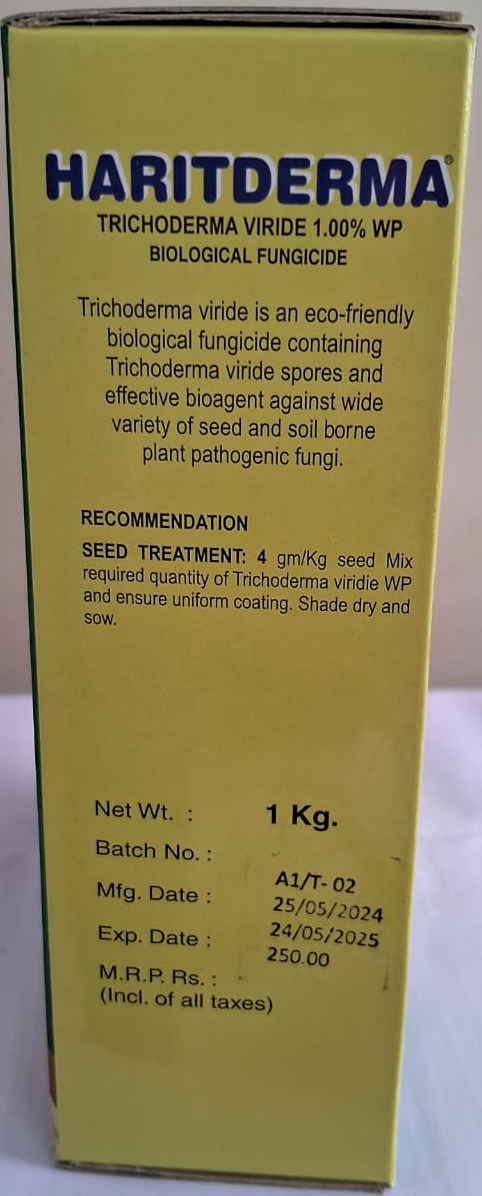 HARITDERMA®
TRICHODERMA VIRIDE 1.00% WP
BIOLOGICAL FUNGICIDE
Trichoderma viride is an eco-friendly
biological fungicide containing
Trichoderma viride spores and
effective bioagent against wide
variety of seed and soil borne
plant pathogenic fungi.
RECOMMENDATION
SEED TREATMENT: 4 gm/Kg seed Mix
required quantity of Trichoderma viridie WP
and ensure uniform coating. Shade dry and
sow.
Net Wt. : 1 Kg.
Batch No. : A1/T- 02
Mfg. Date : 25/05/2024
Exp. Date : 24/05/2025
M.R.P. Rs. : 250.00
(Incl. of all taxes)